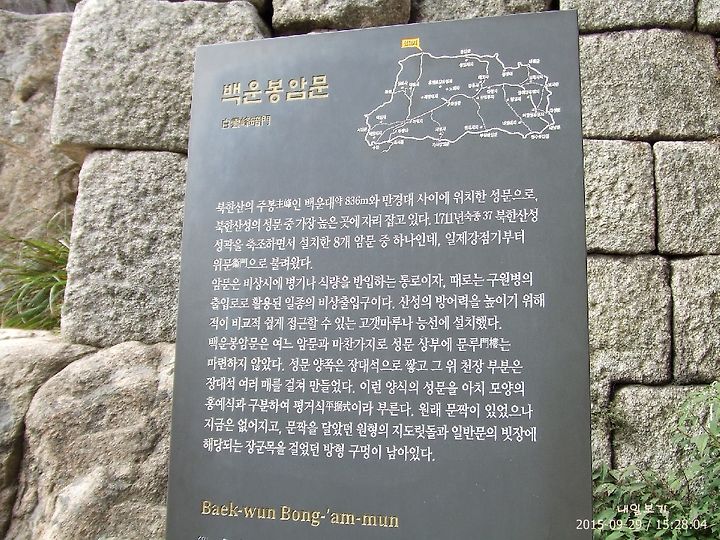 백운봉암문
白雲峰暗門
북한산의 주봉主峰인 백운대약 836m와 만경대 사이에 위치한 성문으로,
북한산성의 성문 중 가장 높은 곳에 자리 잡고 있다. 1711년숙종 37 북한산성
성곽을 축조하면서 설치한 8개 암문 중 하나인데, 일제강점기부터
위문衛門으로 불려왔다.
암문은 비상시에 병기나 식량을 반입하는 통로이자, 때로는 구원병의
출입로로 활용된 일종의 비상출입구이다. 산성의 방어력을 높이기 위해
적이 비교적 쉽게 접근할 수 있는 고갯마루나 능선에 설치했다.
백운봉암문은 여느 암문과 마찬가지로 성문 상부에 문루門樓는
마련하지 않았다. 성문 양쪽은 장대석으로 쌓고 그 위 천장 부분은
장대석 여러 매를 걸쳐 만들었다. 이런 양식의 성문을 아치 모양의
홍예식과 구분하여 평거식平据式이라 부른다. 원래 문짝이 있었으나
지금은 없어지고, 문짝을 달았던 원형의 지도릿돌과 일반문의 빗장에
해당되는 장군목을 걸었던 방형 구멍이 남아있다.
Baek-wun Bong-'am-mun
내일보기
2015-09-29 / 15:28:04